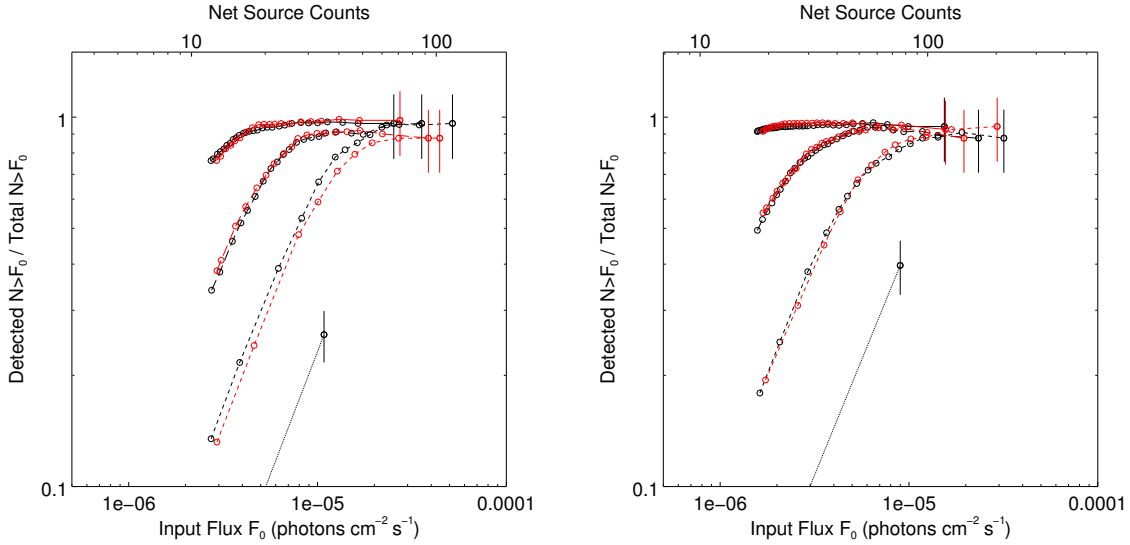 Net Source Counts
10
100
1
0.1
Detected N>F₀ / Total N>F₀
1e−06
1e−05
0.0001
Input Flux F₀ (photons cm⁻² s⁻¹)
Net Source Counts
10
100
1
0.1
Detected N>F₀ / Total N>F₀
1e−06
1e−05
0.0001
Input Flux F₀ (photons cm⁻² s⁻¹)